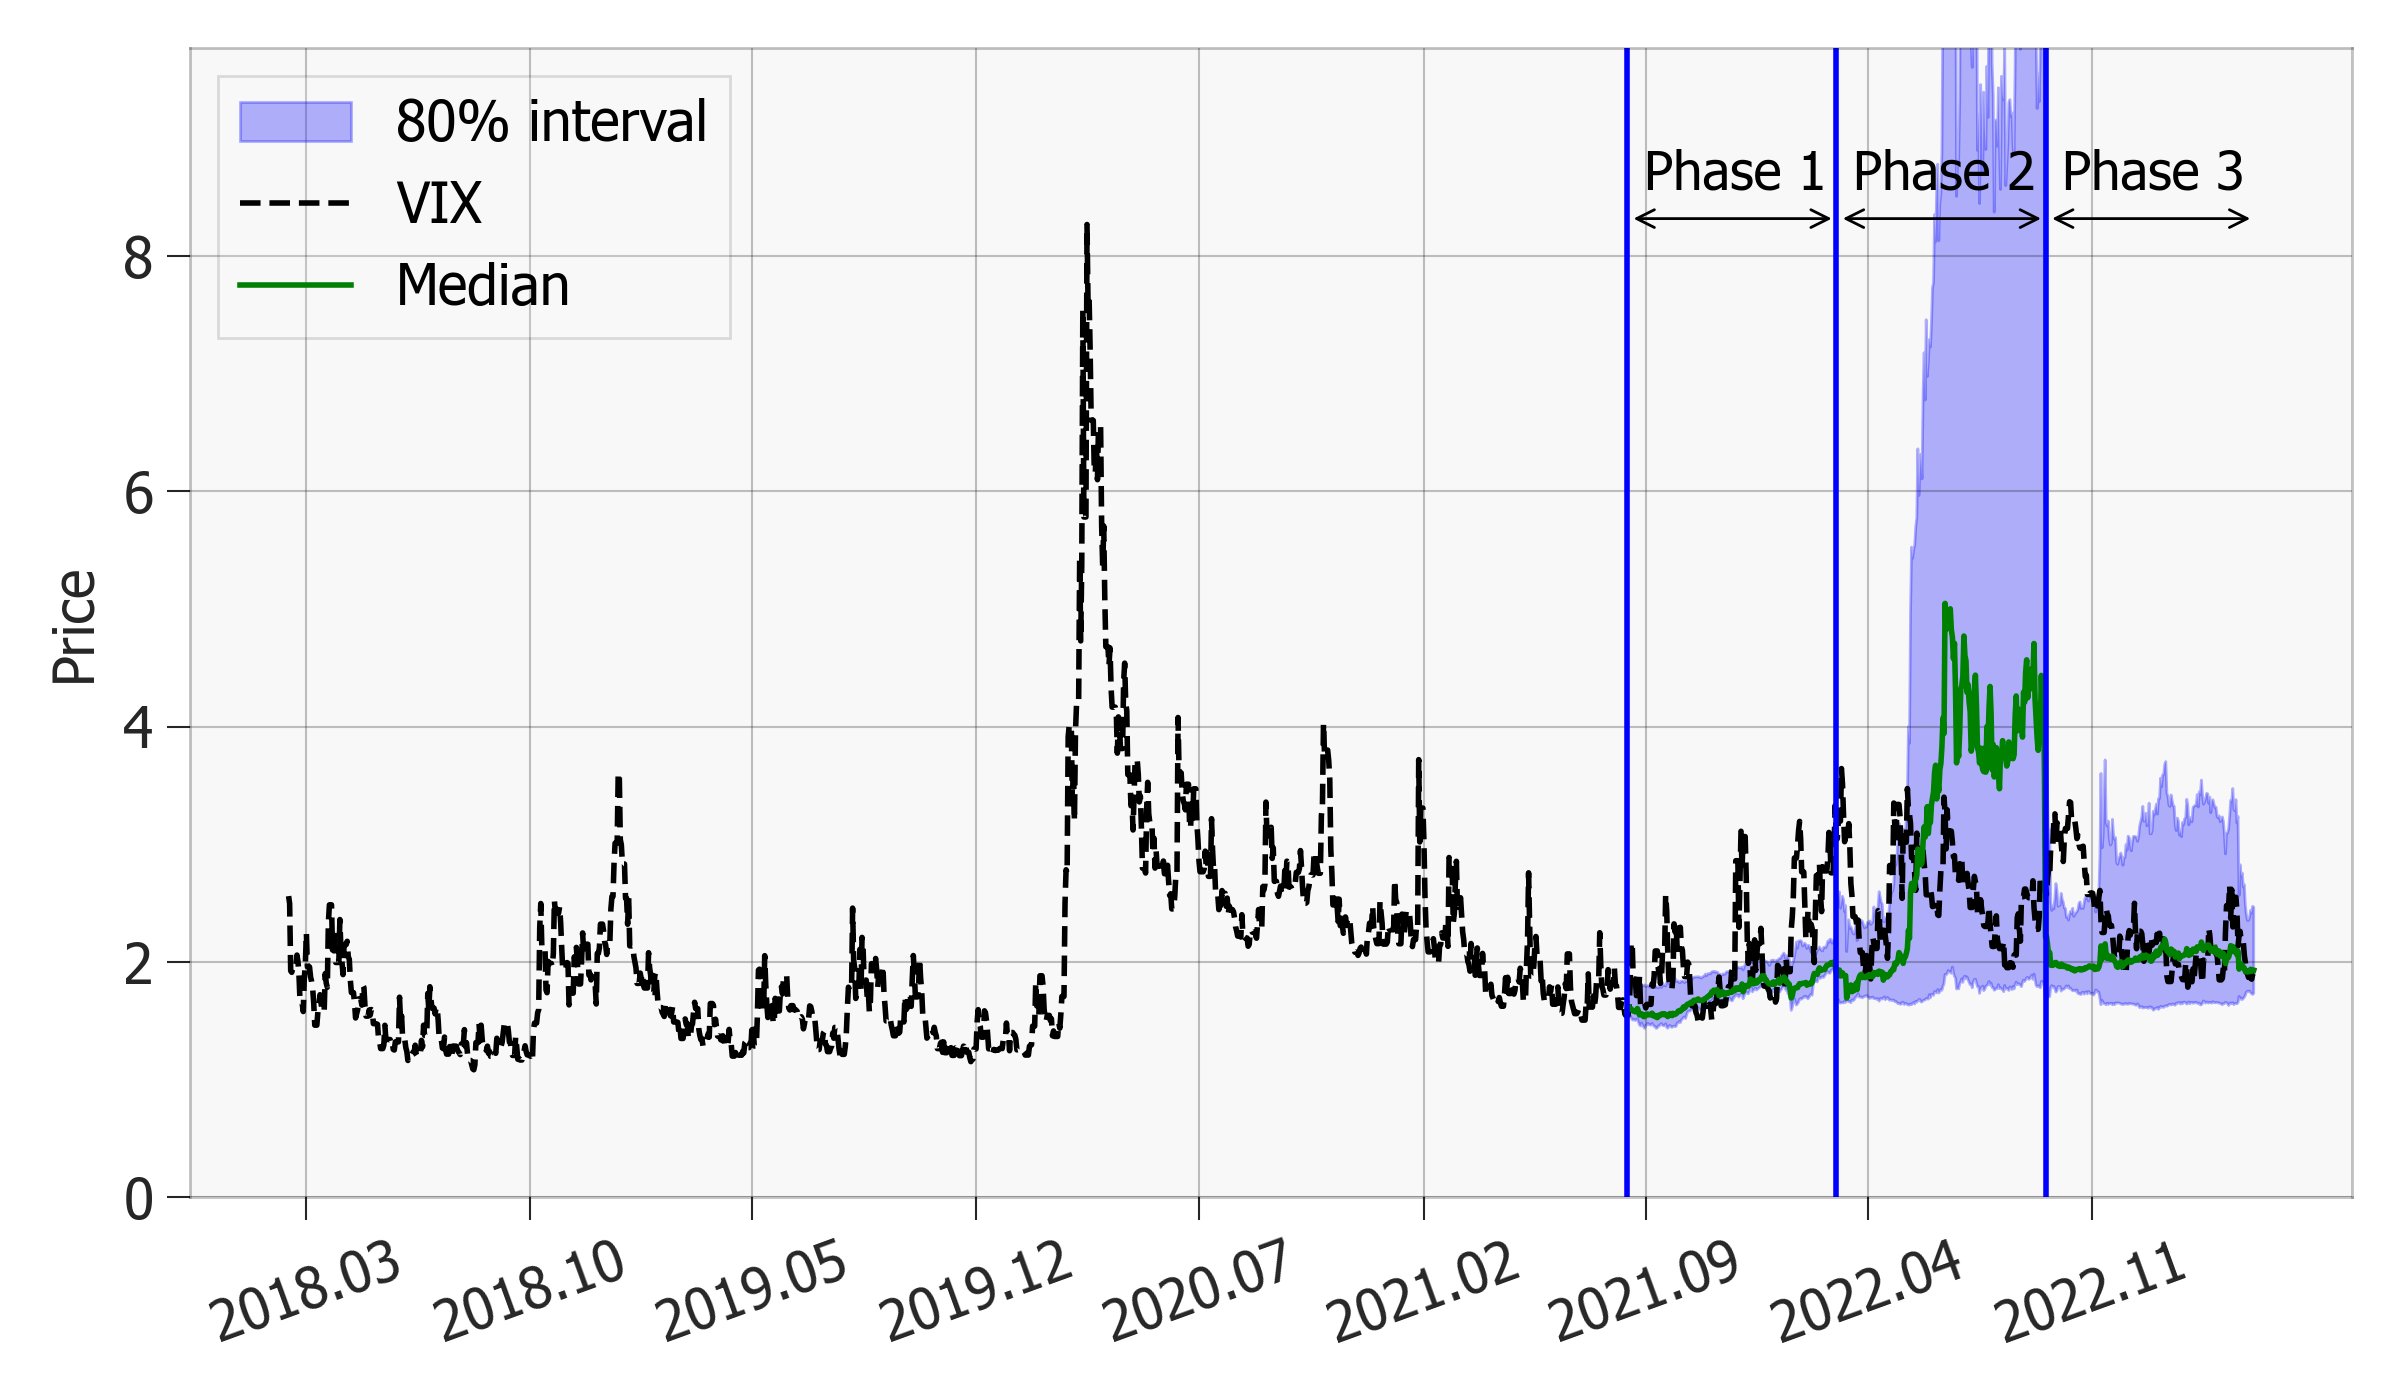 80% interval
VIX
Median
Phase 1
Phase 2
Phase 3
Price
8
6
4
2
0
2018.03
2018.10
2019.05
2019.12
2020.07
2021.02
2021.09
2022.04
2022.11